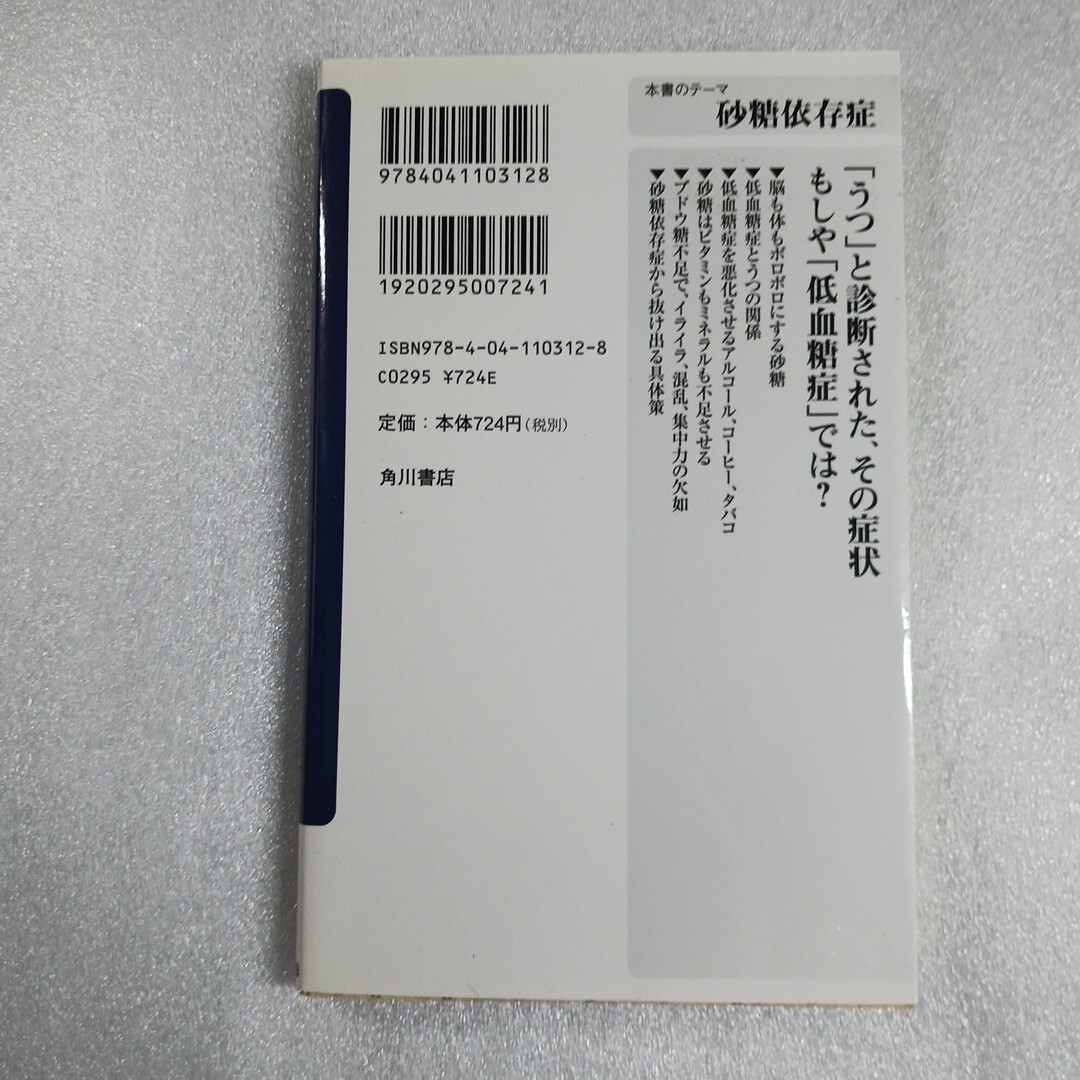 本書のテーマ
砂糖依存症
「うつ」と診断された、その症状
もしや「低血糖症」では？
▼脳も体もボロボロにする砂糖
▼低血糖症とうつの関係
▼低血糖症を悪化させるアルコール、コーヒー、タバコ
▼砂糖はビタミンもミネラルも不足させる
▼ブドウ糖不足で、イライラ、混乱、集中力の欠如
▼砂糖依存症から抜け出る具体策
9784041103128
1920295007241
ISBN978-4-04-110312-8
C0295 ¥724E
定価：本体724円（税別）
角川書店